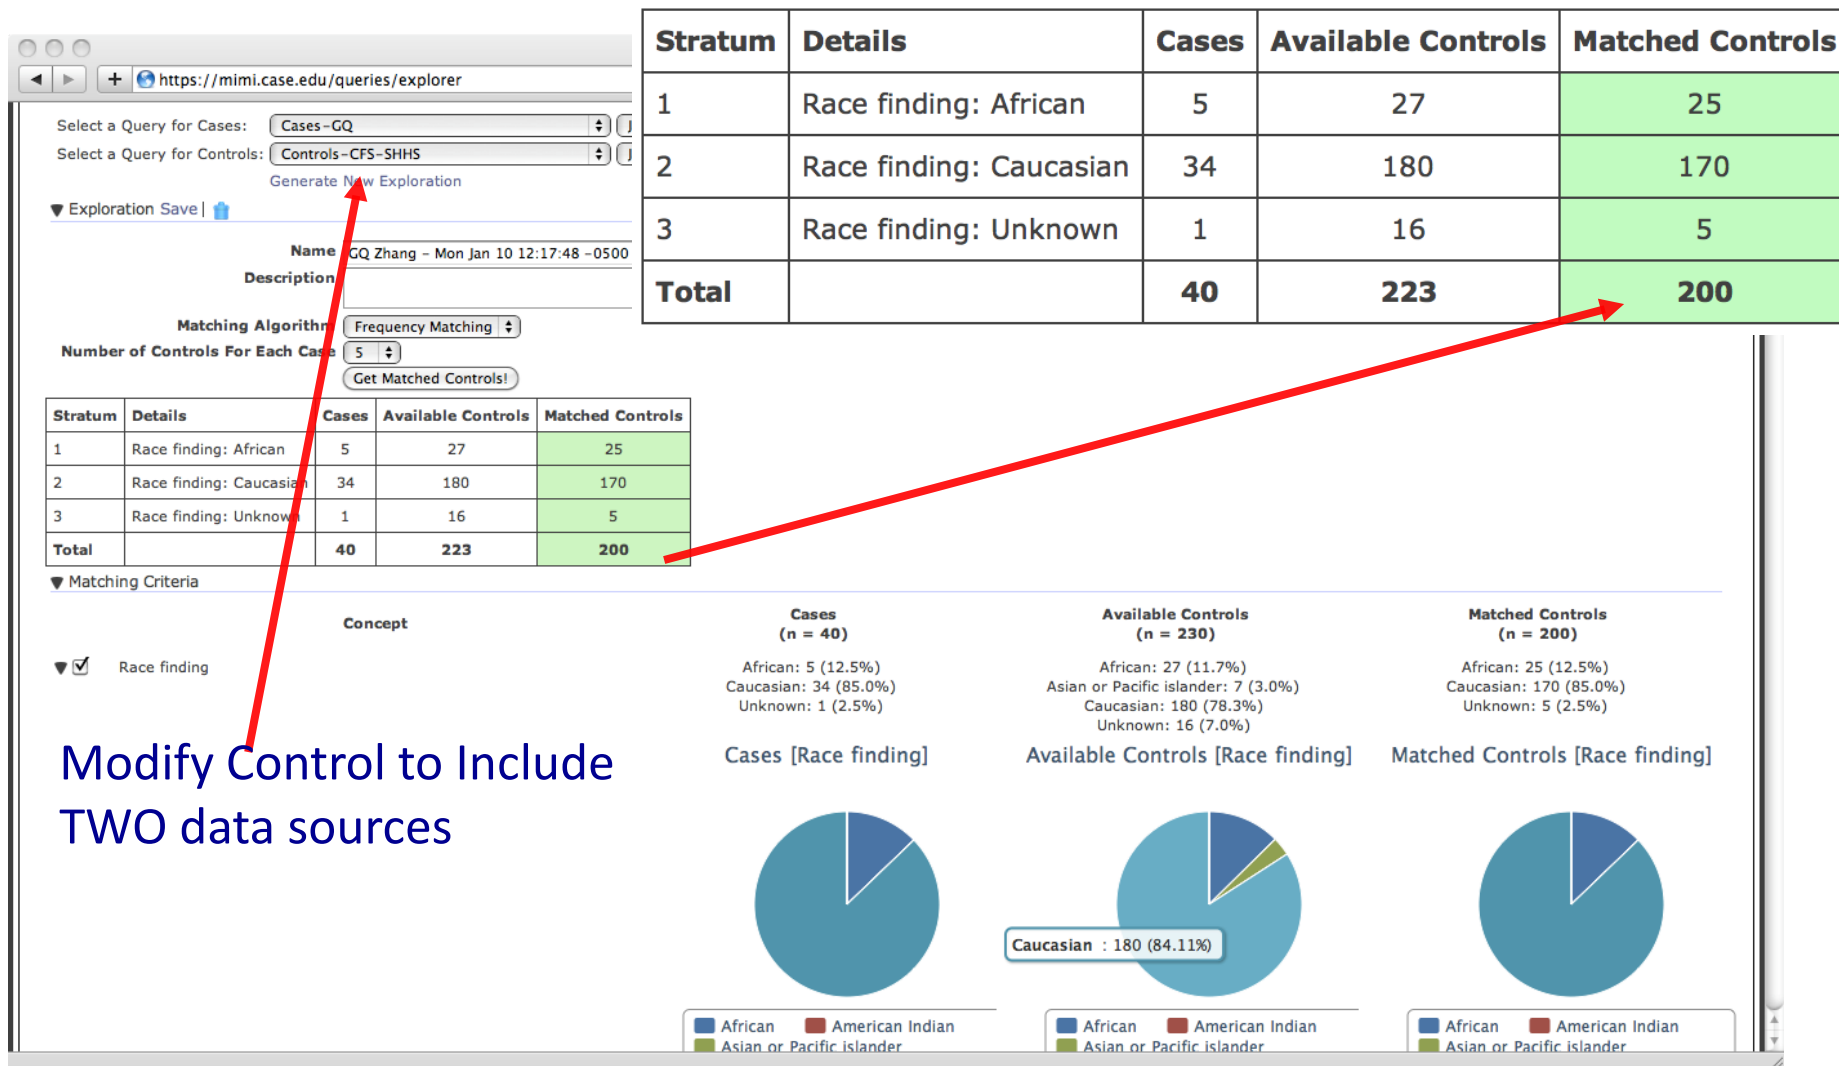 Stratum Details Cases Available Controls Matched Controls
1 Race finding: African 5 27 25
2 Race finding: Caucasian 34 180 170
3 Race finding: Unknown 1 16 5
Total 40 223 200
https://mimi.case.edu/queries/explorer
Select a Query for Cases: Cases-GQ
Select a Query for Controls: Controls-CFS-SHHS
Generate New Exploration
Exploration Save |
Name GQ Zhang - Mon Jan 10 12:17:48 -0500
Description
Matching Algorithm Frequency Matching
Number of Controls For Each Case 5
Get Matched Controls!
Stratum Details Cases Available Controls Matched Controls
1 Race finding: African 5 27 25
2 Race finding: Caucasian 34 180 170
3 Race finding: Unknown 1 16 5
Total 40 223 200
Matching Criteria
Concept
Race finding
Cases
(n = 40)
African: 5 (12.5%)
Caucasian: 34 (85.0%)
Unknown: 1 (2.5%)
Cases [Race finding]
Available Controls
(n = 230)
African: 27 (11.7%)
Asian or Pacific islander: 7 (3.0%)
Caucasian: 180 (78.3%)
Unknown: 16 (7.0%)
Available Controls [Race finding]
Matched Controls
(n = 200)
African: 25 (12.5%)
Caucasian: 170 (85.0%)
Unknown: 5 (2.5%)
Matched Controls [Race finding]
Modify Control to Include
TWO data sources
Caucasian : 180 (84.11%)
African American Indian
Asian or Pacific islander
African American Indian
Asian or Pacific islander
African American Indian
Asian or Pacific islander